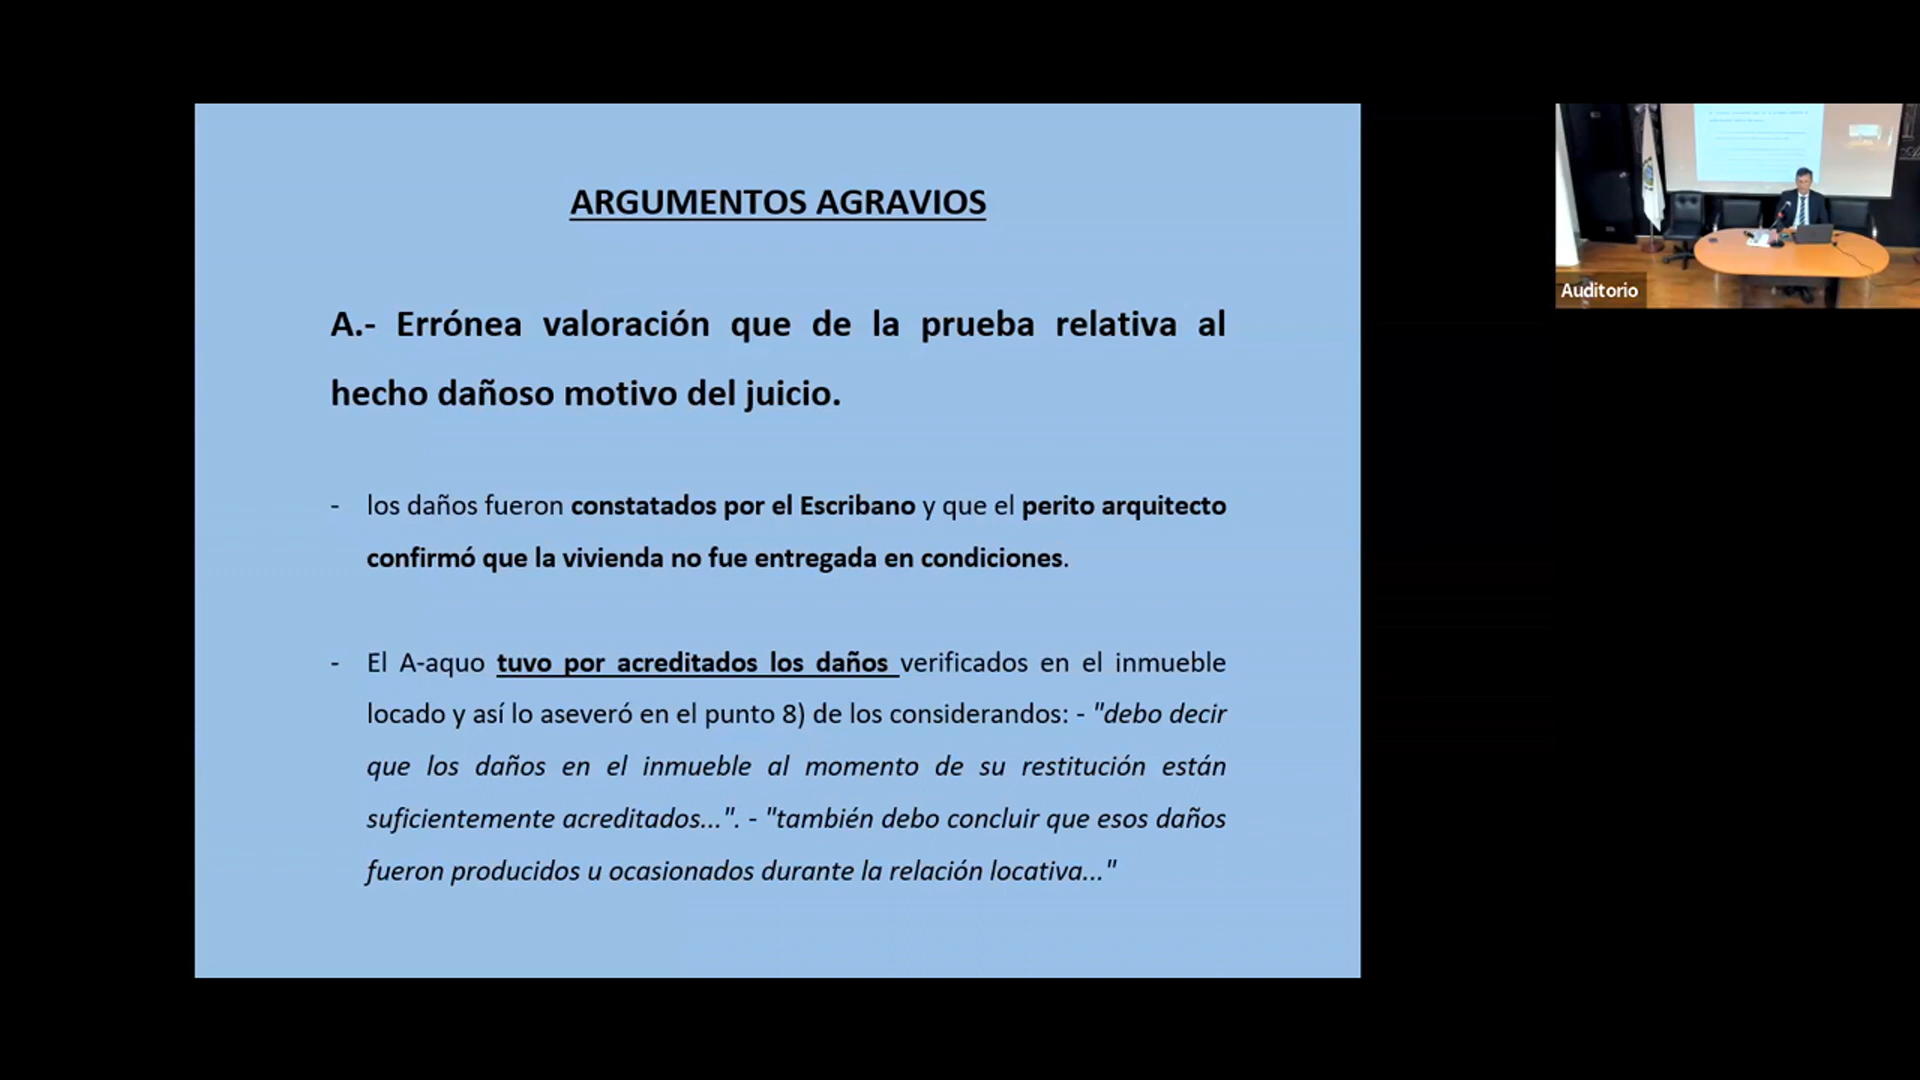 ARGUMENTOS AGRAVIOS
A.- Errónea valoración que de la prueba relativa al
hecho dañoso motivo del juicio.
- los daños fueron constatados por el Escribano y que el perito arquitecto
confirmó que la vivienda no fue entregada en condiciones.
- El A-aquo tuvo por acreditados los daños verificados en el inmueble
locado y así lo aseveró en el punto 8) de los considerandos: - "debo decir
que los daños en el inmueble al momento de su restitución están
suficientemente acreditados...". - "también debo concluir que esos daños
fueron producidos u ocasionados durante la relación locativa..."
Auditorio